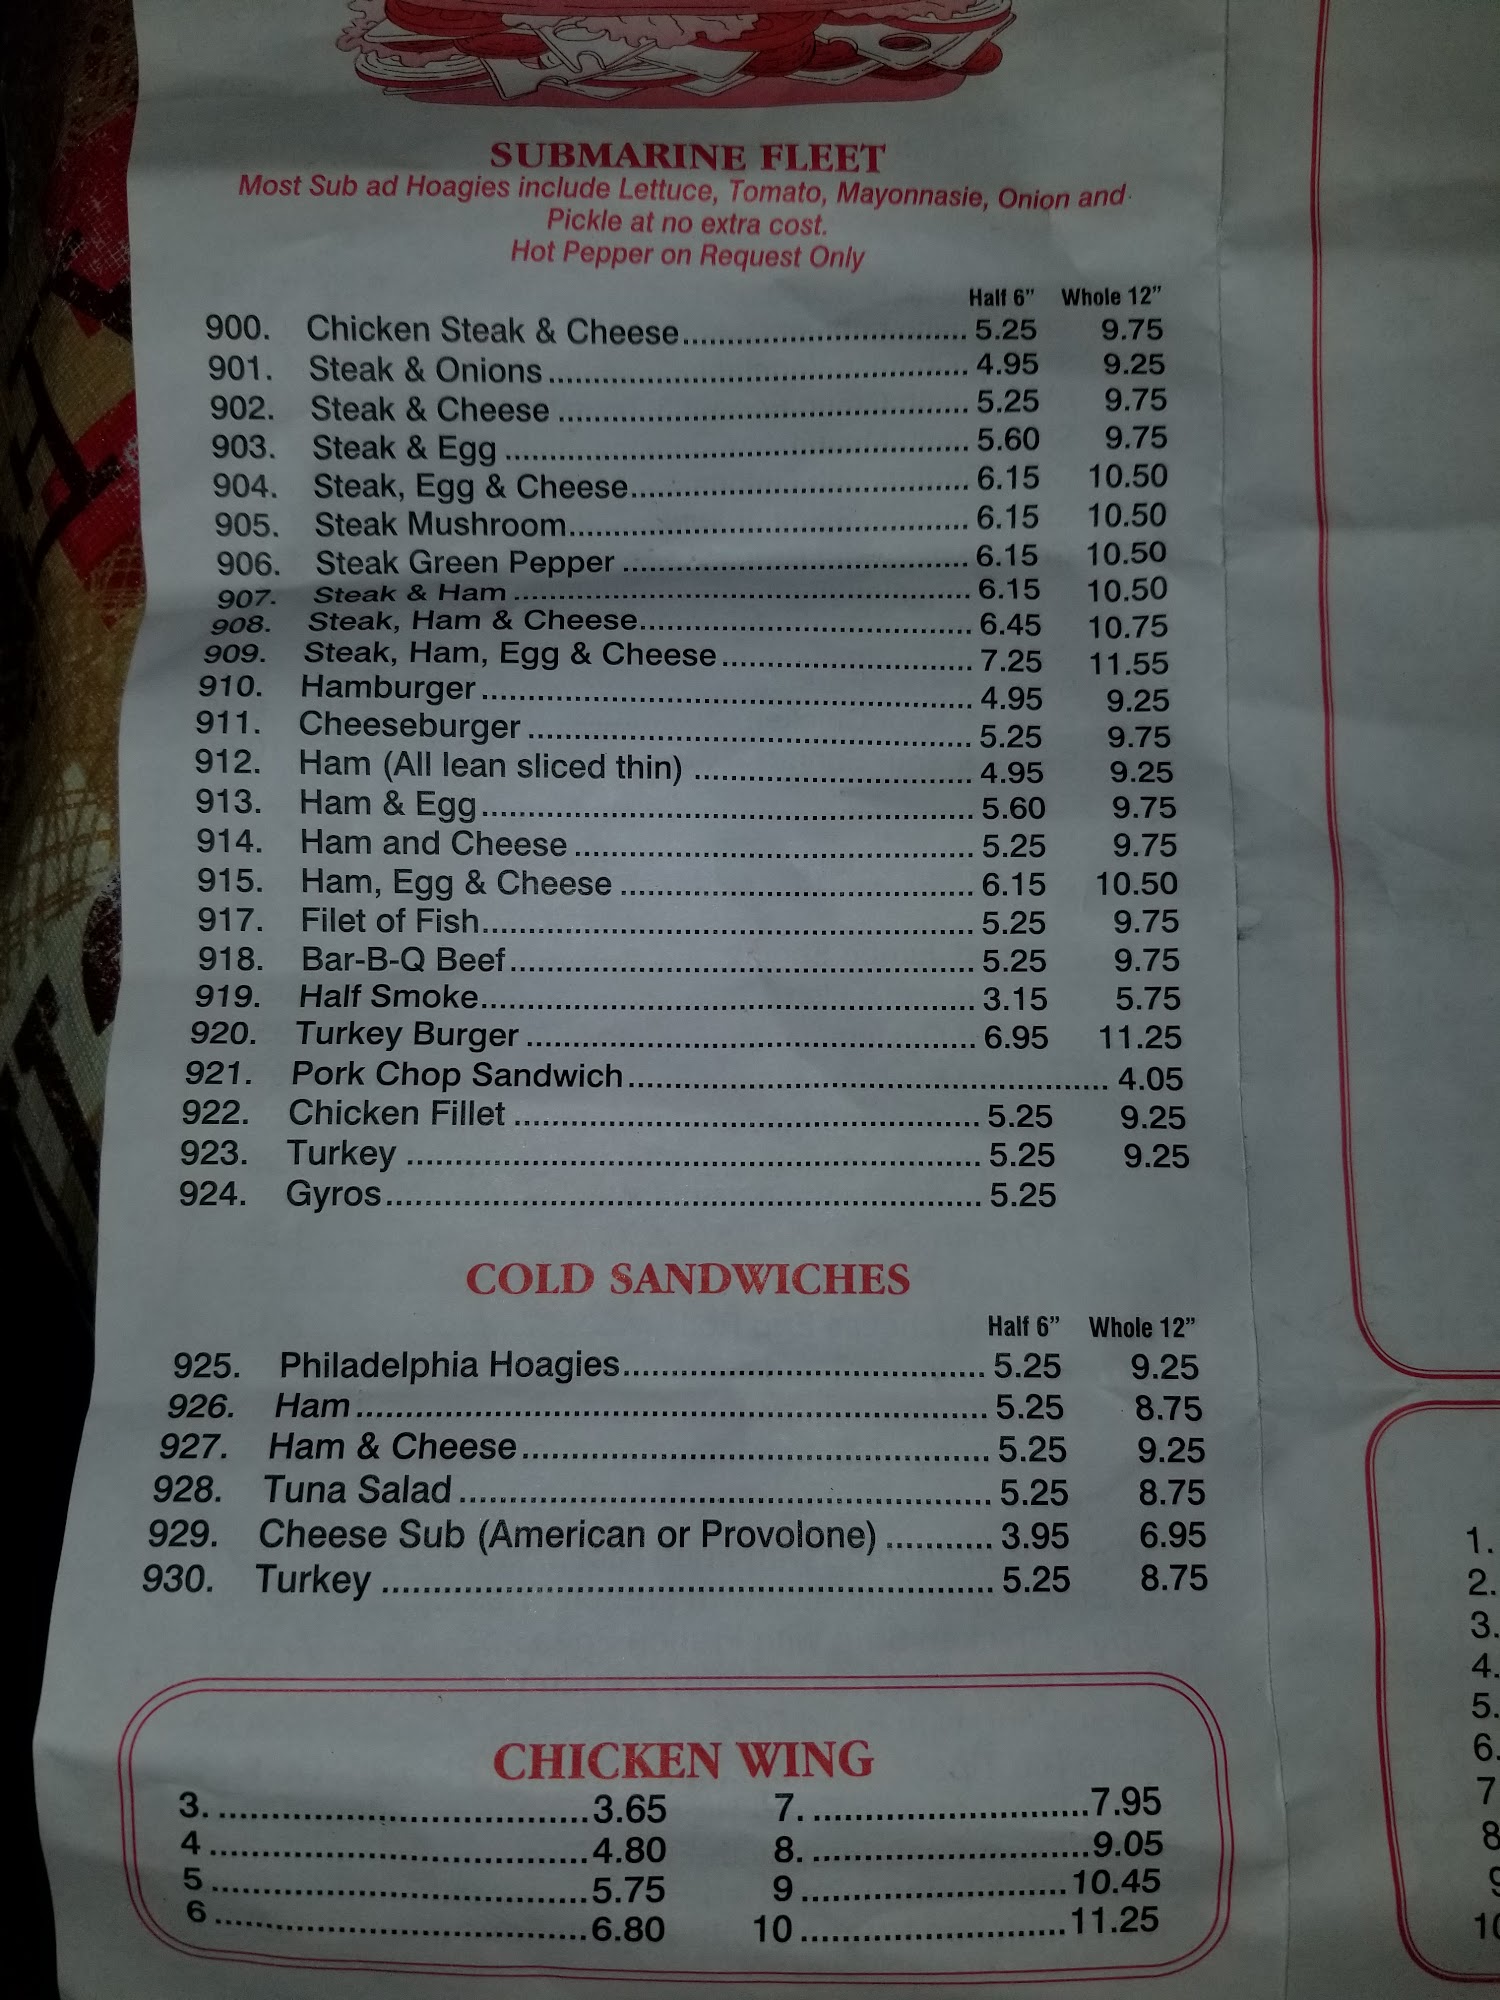 SUBMARINE FLEET
Most Sub ad Hoagies include Lettuce, Tomato, Mayonnasie, Onion and
Pickle at no extra cost.
Hot Pepper on Request Only
Half 6" Whole 12"
900. Chicken Steak & Cheese 5.25 9.75
901. Steak & Onions 4.95 9.25
902. Steak & Cheese 5.25 9.75
903. Steak & Egg 5.60 9.75
904. Steak, Egg & Cheese 6.15 10.50
905. Steak Mushroom 6.15 10.50
906. Steak Green Pepper 6.15 10.50
907. Steak & Ham 6.15 10.50
908. Steak, Ham & Cheese 6.45 10.75
909. Steak, Ham, Egg & Cheese 7.25 11.55
910. Hamburger 4.95 9.25
911. Cheeseburger 5.25 9.75
912. Ham (All lean sliced thin) 4.95 9.25
913. Ham & Egg 5.60 9.75
914. Ham and Cheese 5.25 9.75
915. Ham, Egg & Cheese 6.15 10.50
917. Filet of Fish 5.25 9.75
918. Bar-B-Q Beef 5.25 9.75
919. Half Smoke 3.15 5.75
920. Turkey Burger 6.95 11.25
921. Pork Chop Sandwich 4.05
922. Chicken Fillet 5.25 9.25
923. Turkey 5.25 9.25
924. Gyros 5.25
COLD SANDWICHES
Half 6" Whole 12"
925. Philadelphia Hoagies 5.25 9.25
926. Ham 5.25 8.75
927. Ham & Cheese 5.25 9.25
928. Tuna Salad 5.25 8.75
929. Cheese Sub (American or Provolone) 3.95 6.95
930. Turkey 5.25 8.75
CHICKEN WING
3. 3.65 7. 7.95
4 4.80 8. 9.05
5 5.75 9 10.45
6 6.80 10 11.25
1.
2.
3.
4.
5.
6.
7
8
10